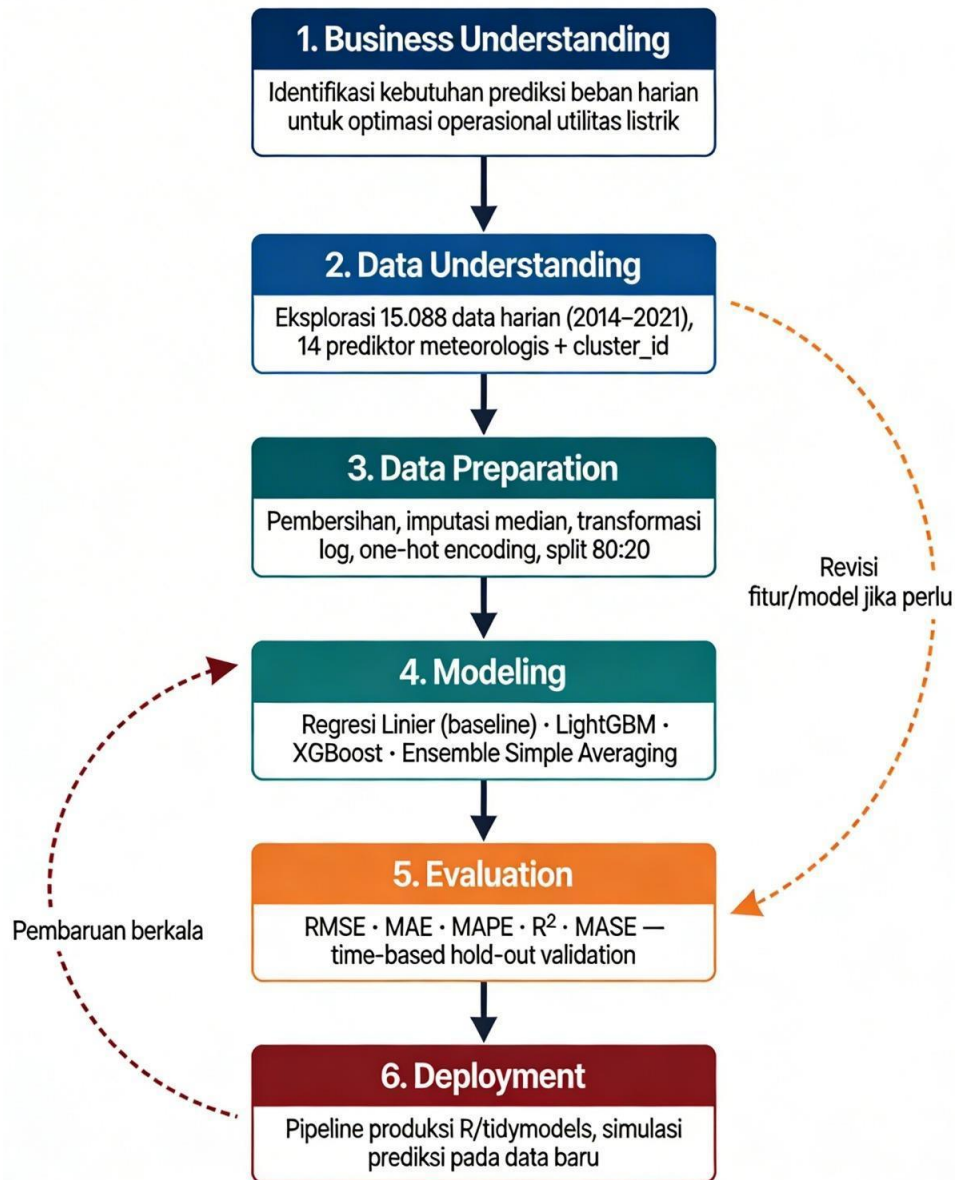 1. Business Understanding
Identifikasi kebutuhan prediksi beban harian
untuk optimasi operasional utilitas listrik
2. Data Understanding
Eksplorasi 15.088 data harian (2014–2021),
14 prediktor meteorologis + cluster_id
3. Data Preparation
Pembersihan, imputasi median, transformasi
log, one-hot encoding, split 80:20
Revisi
fitur/model jika perlu
4. Modeling
Regresi Linier (baseline) · LightGBM ·
XGBoost · Ensemble Simple Averaging
5. Evaluation
RMSE · MAE · MAPE · R² · MASE —
time-based hold-out validation
Pembaruan berkala
6. Deployment
Pipeline produksi R/tidymodels, simulasi
prediksi pada data baru